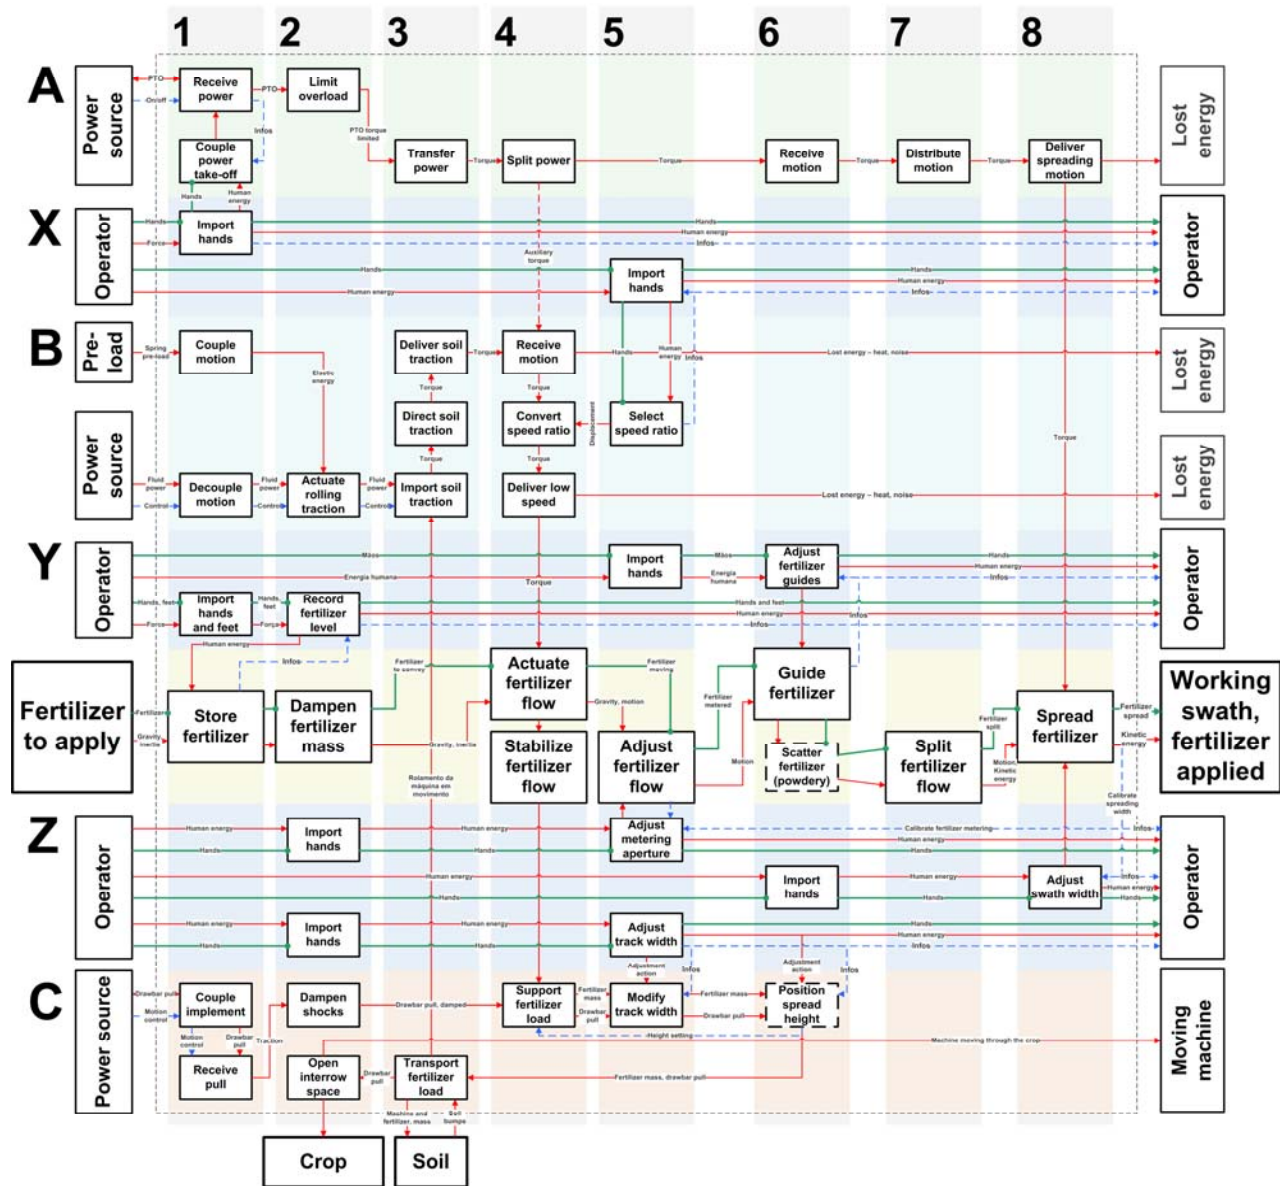 1 2 3 4 5 6 7 8
A
Power
source
PTO
On/off
Receive
power
PTO
Limit
overload
Infos
PTO torque
limited
Couple
power
take-off
Transfer
power
Torque
Split power
Torque
Receive
motion
Torque
Distribute
motion
Torque
Deliver
spreading
motion
Lost
energy
Hands
Human
energy
X
Operator
Hands
Force
Import
hands
Hands
Human energy
Infos
Auxiliary
torque
Hands
Human energy
Import
hands
Hands
Human energy
Infos
Operator
B
Pre-
load
Spring
pre-load
Couple
motion
Deliver soil
traction
Torque
Receive
motion
Hands
Human
energy
Infos
Lost energy – heat, noise
Lost
energy
Electric
energy
Torque
Torque
Direct soil
traction
Convert
speed ratio
Displacement
Select
speed ratio
Torque
Torque
Torque
Power
source
Fluid
power
Control
Decouple
motion
Fluid
power
Control
Actuate
rolling
traction
Fluid
power
Control
Import soil
traction
Deliver low
speed
Lost energy – heat, noise
Lost
energy
Y
Operator
Mãos
Energia humana
Torque
Import
hands
Mãos
Energia
humana
Adjust
fertilizer
guides
Hands
Human energy
Infos
Operator
Hands, feet
Força
Import
hands
and feet
Hands,
feet
Força
Record
fertilizer
level
Hands and feet
Human energy
Infos
Infos
Human energy
Infos
Fertilizer
to apply
Fertilizer
Gravity,
inertia
Store
fertilizer
Dampen
fertilizer
mass
Fertilizer
to convey
Gravity, inertia
Actuate
fertilizer
flow
Fertilizer
moving
Gravity, motion
Stabilize
fertilizer
flow
Adjust
fertilizer
flow
Fertilizer
metered
Motion
Guide
fertilizer
Scatter
fertilizer
(powdery)
Split
fertilizer
flow
Fertilizer
split
Motion,
Kinetic
energy
Spread
fertilizer
Fertilizer
spread
Kinetic
energy
Working
swath,
fertilizer
applied
Rolamento da
máquina em
movimento
Calibrate
spreading
width
Z
Operator
Human energy
Hands
Import
hands
Human energy
Hands
Adjust
metering
aperture
Calibrate fertilizer metering
Infos
Human energy
Hands
Operator
Human energy
Hands
Import
hands
Human energy
Adjust
swath width
Infos
Human energy
Hands
Human energy
Hands
Import
hands
Human energy
Hands
Adjust
track width
Hands
Human energy
Infos
Adjustment
action
Infos
Adjustment
action
Infos
C
Power source
Drawbar pull
Motion
control
Couple
implement
Dampen
shocks
Drawbar pull, damped
Support
fertilizer
load
Fertilizer
mass
Drawbar
pull
Modify
track width
Fertilizer mass
Drawbar pull
Position
spread
height
Moving
machine
Motion
control
Drawbar
pull
Traction
Height setting
Machine moving through the crop
Receive
pull
Open
interrow
space
Drawbar
pull
Transport
fertilizer
load
Fertilizer mass, drawbar pull
Machine and
fertilizer, mass
Soil
bumps
Crop
Soil